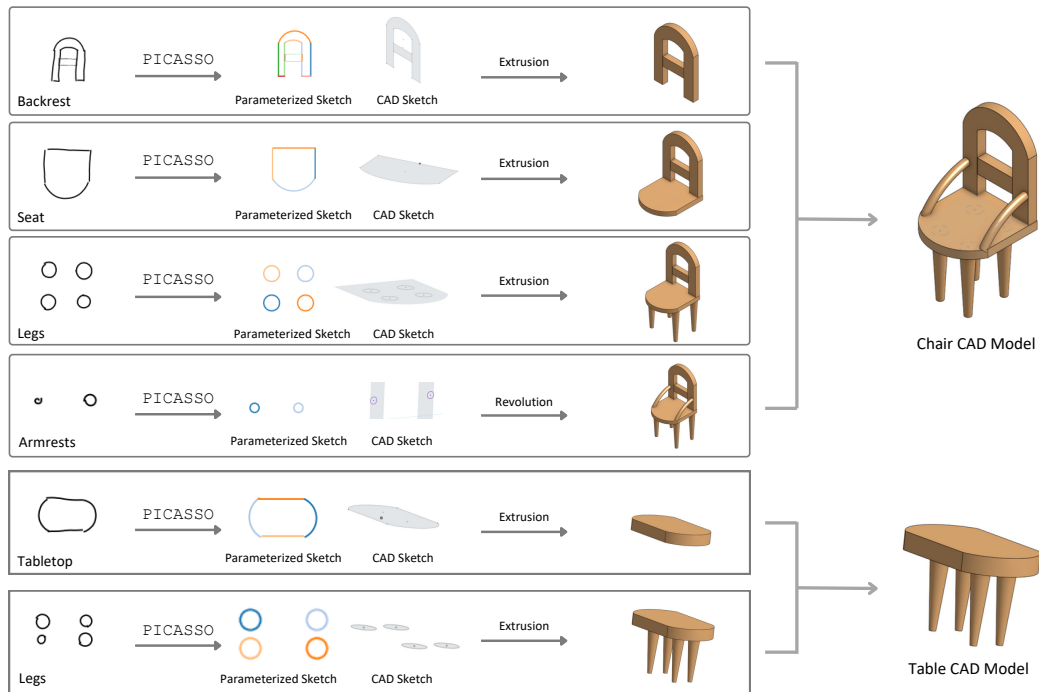 PICASSO
Extrusion
Backrest
Parameterized Sketch
CAD Sketch
PICASSO
Extrusion
Seat
Parameterized Sketch
CAD Sketch
PICASSO
Extrusion
Legs
Parameterized Sketch
CAD Sketch
PICASSO
Revolution
Armrests
Parameterized Sketch
CAD Sketch
Chair CAD Model
PICASSO
Extrusion
Tabletop
Parameterized Sketch
CAD Sketch
PICASSO
Extrusion
Legs
Parameterized Sketch
CAD Sketch
Table CAD Model